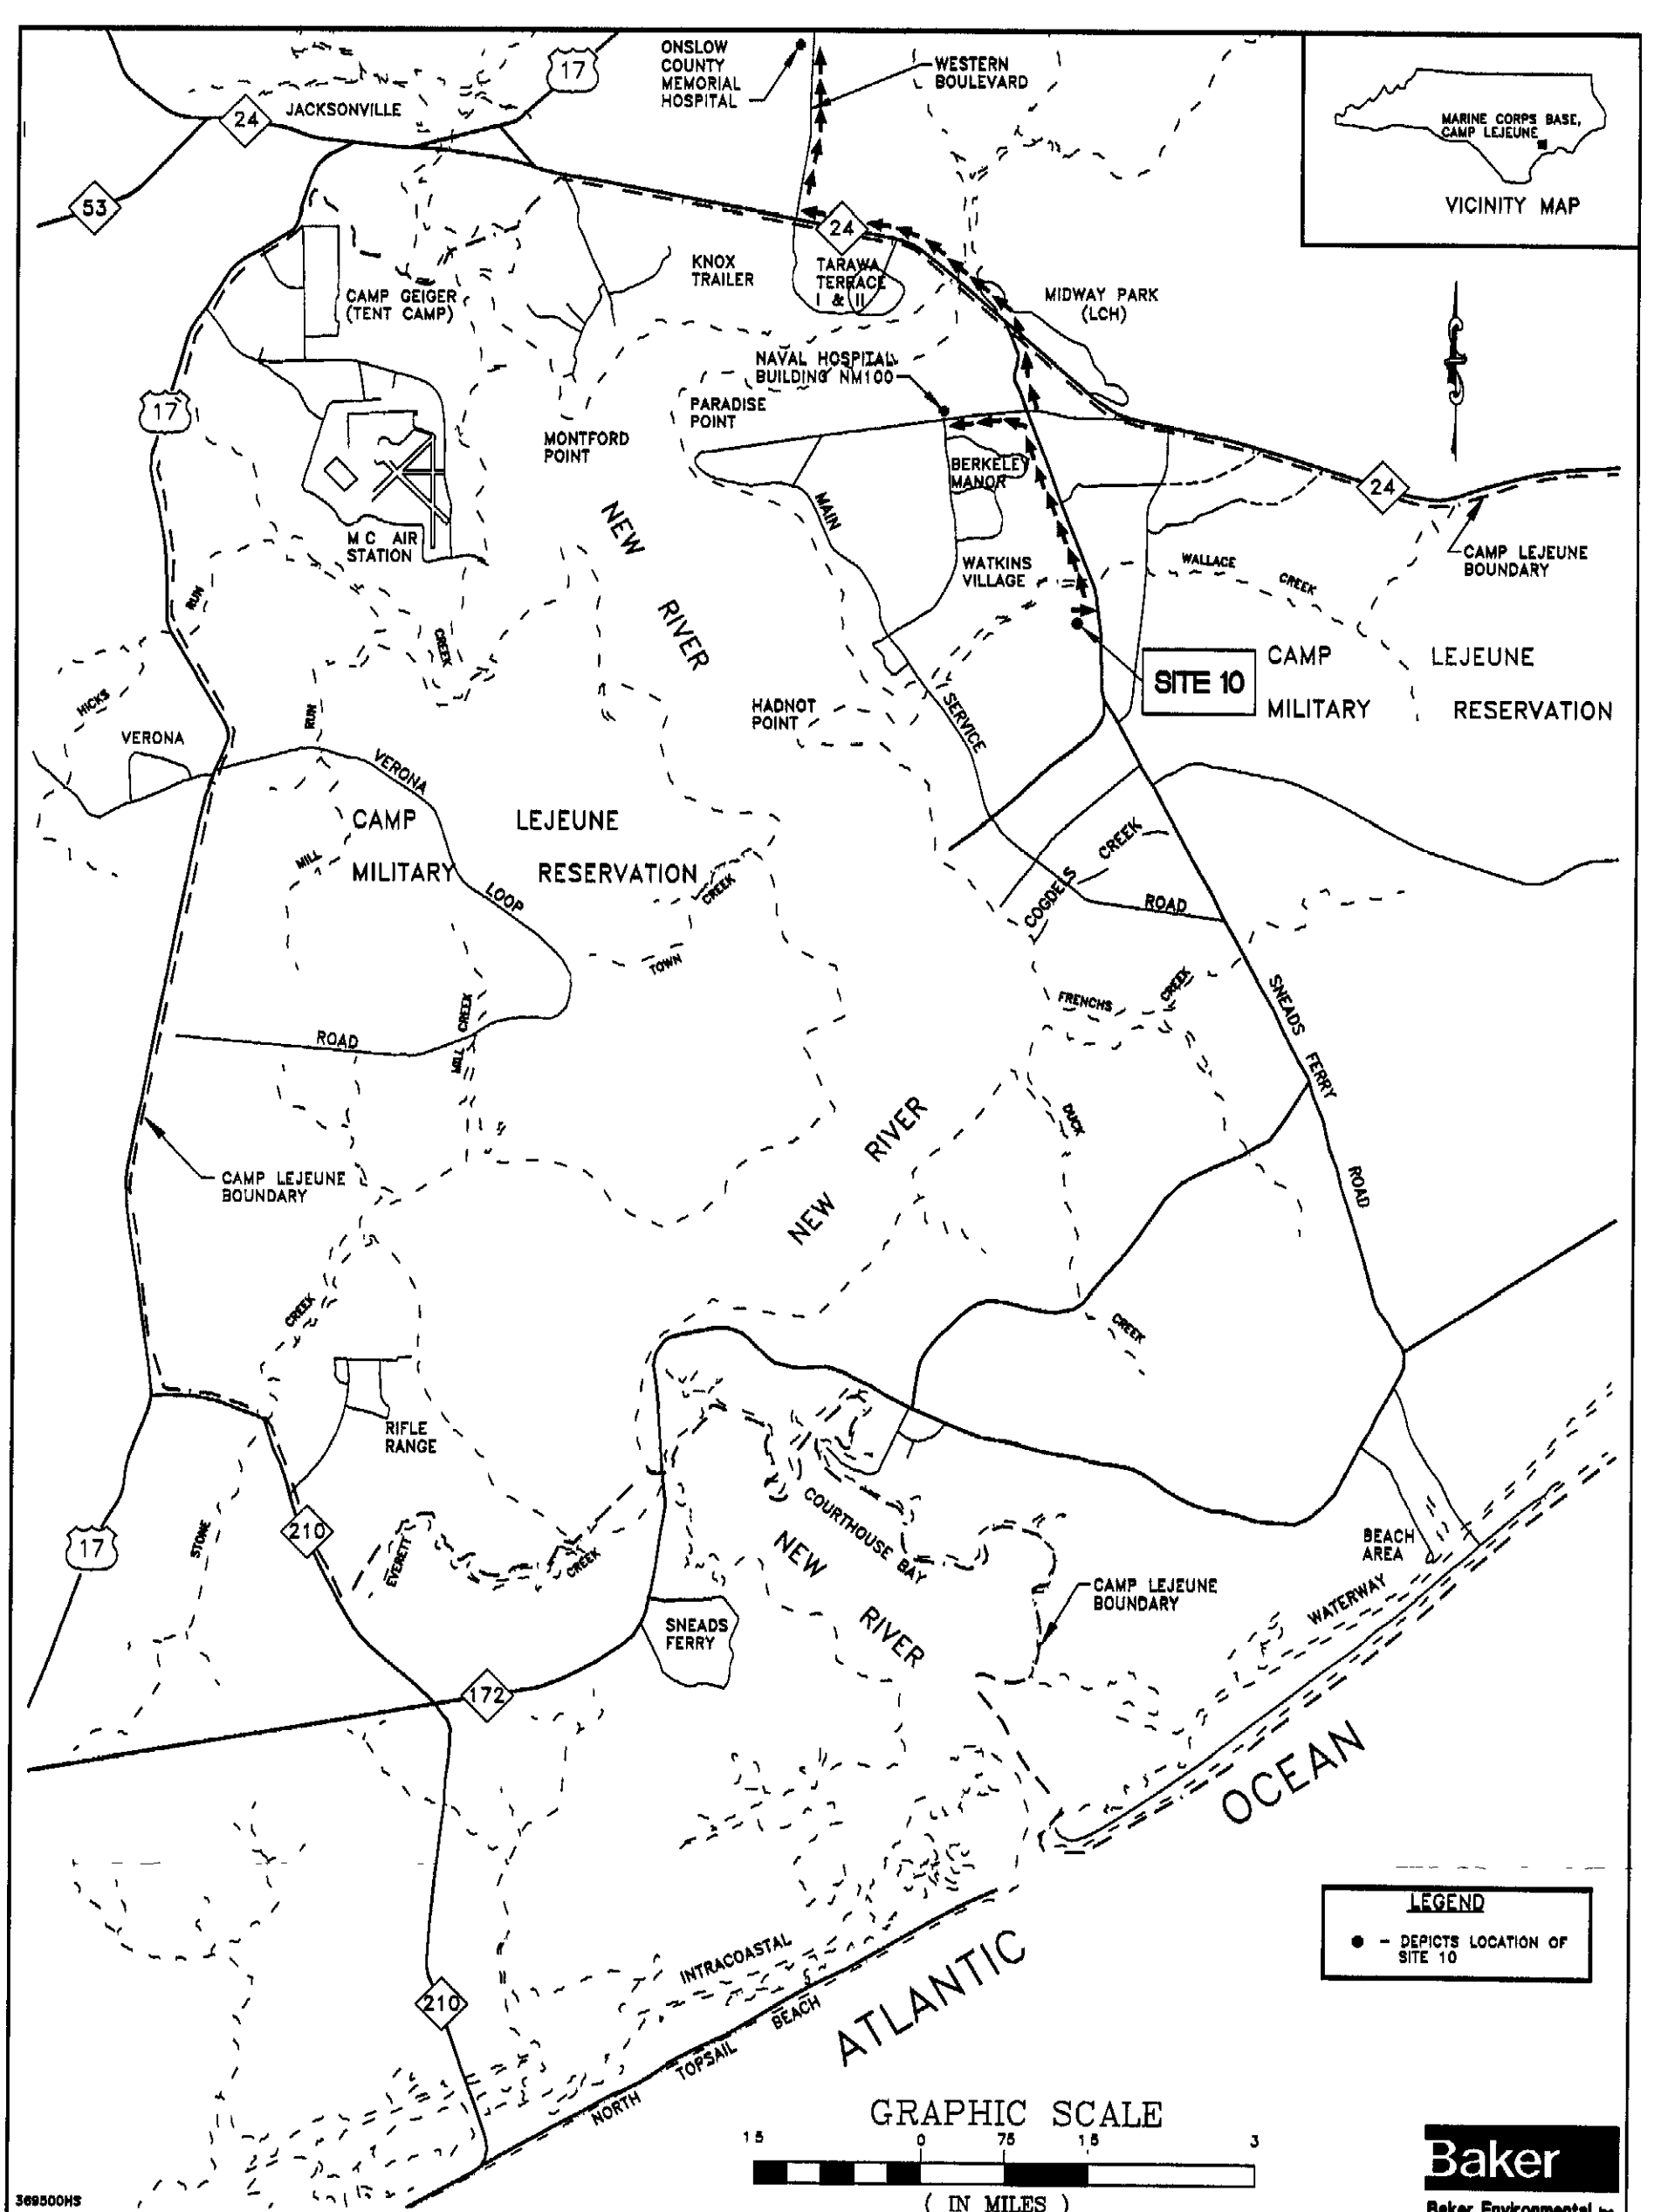 ONSLOW
COUNTY
MEMORIAL
HOSPITAL
WESTERN
BOULEVARD
17
24
JACKSONVILLE
53
MARINE CORPS BASE,
CAMP LEJEUNE
VICINITY MAP
24
KNOX
TRAILER
TARAWA
TERRACE
I & II
MIDWAY PARK
(LCH)
CAMP GEIGER
(TENT CAMP)
NAVAL HOSPITAL
BUILDING NM100
17
PARADISE
POINT
MONTFORD
POINT
BERKELEY
MANOR
24
M C AIR
STATION
NEW
RIVER
MAIN
SERVICE
ROAD
WATKINS
VILLAGE
WALLACE
CREEK
CAMP LEJEUNE
BOUNDARY
RUN
HICKS
CREEK
RUN
SITE 10
CAMP LEJEUNE
MILITARY RESERVATION
HADNOT
POINT
VERONA
VERONA
LOOP
ROAD
CAMP LEJEUNE
MILITARY RESERVATION
MILL
CREEK
TOWN
COGDELS
CREEK
MILL CREEK
FRENCHS
CREEK
SNEADS FERRY
ROAD
DUCK
CREEK
NEW
RIVER
CAMP LEJEUNE
BOUNDARY
CREEK
STONE
RIFLE
RANGE
17
210
EVERETT
CREEK
COURTHOUSE BAY
NEW
RIVER
BEACH
AREA
CAMP LEJEUNE
BOUNDARY
WATERWAY
SNEADS
FERRY
172
OCEAN
LEGEND
● - DEPICTS LOCATION OF
SITE 10
INTRACOASTAL
210
NORTH TOPSAIL BEACH
ATLANTIC
GRAPHIC SCALE
15 0 75 15 3
( IN MILES )
Baker
Baker Environmental, Inc
369500HS